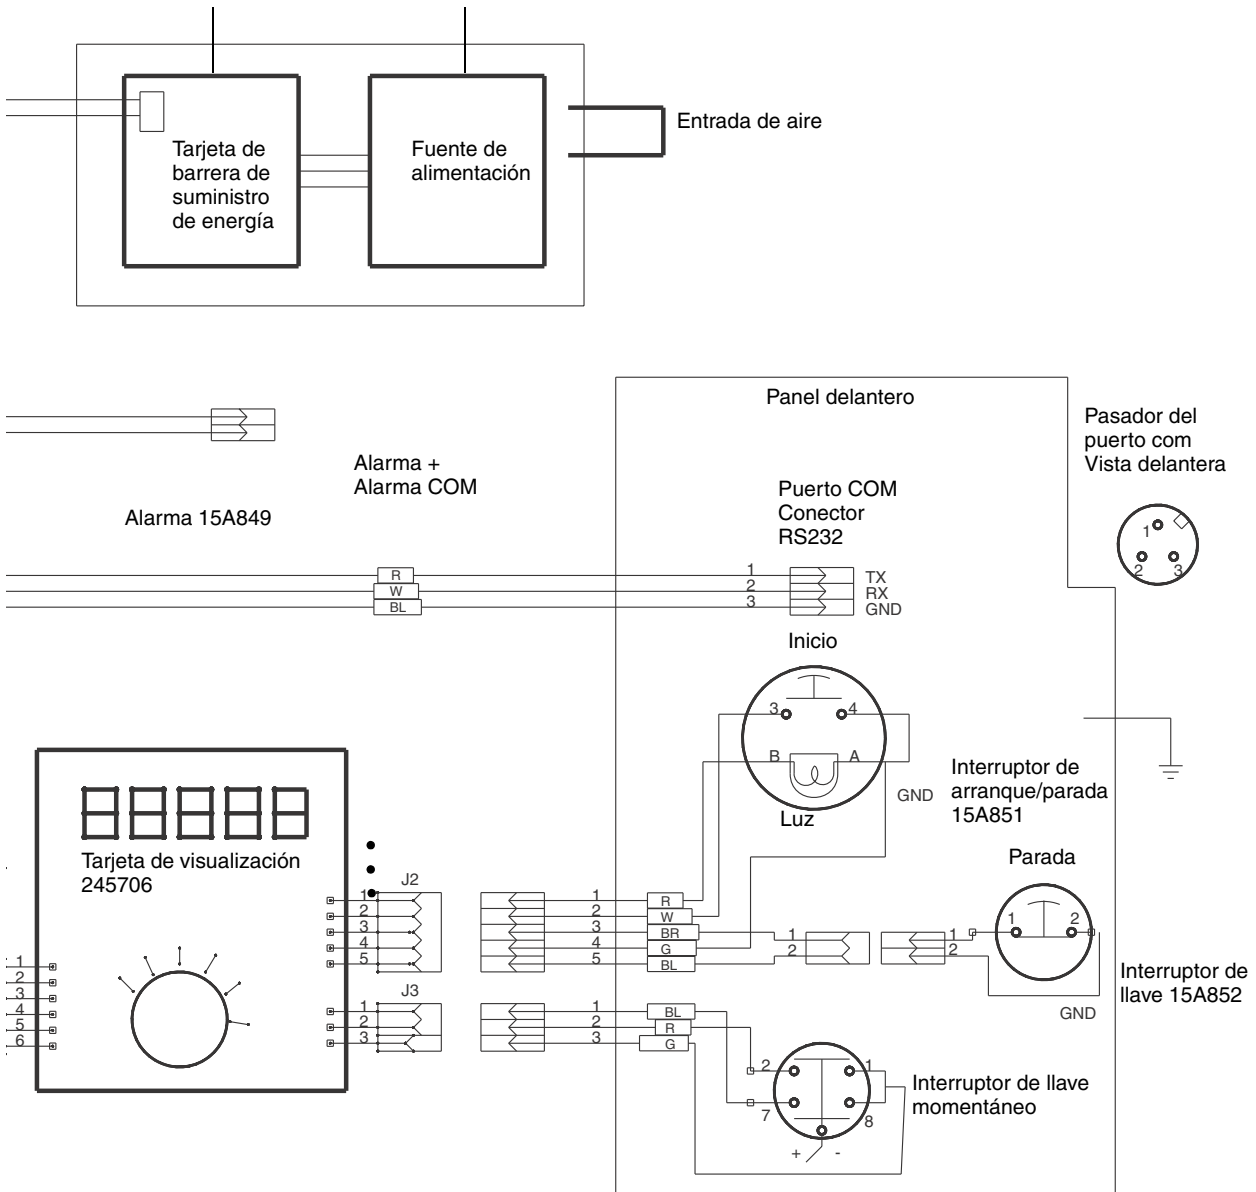 Tarjeta de
barrera de
suministro
de energía
Fuente de
alimentación
Entrada de aire
Panel delantero
Pasador del
puerto com
Vista delantera
1
2 3
Alarma +
Alarma COM
Alarma 15A849
Puerto COM
Conector
RS232
R 1 TX
W 2 RX
BL 3 GND
Inicio
3 4
B A
Luz
GND
Interruptor de
arranque/parada
15A851
Parada
1 2
GND
Interruptor de
llave 15A852
Tarjeta de visualización
245706
J2
1 1 R
2 2 W
3 3 BR 1 1
4 4 G 2 2
5 5 BL
J3
1 1 BL
2 2 R
3 3 G
1
2
3
4
5
6
2 1
7 8
+ -
Interruptor de llave
momentáneo